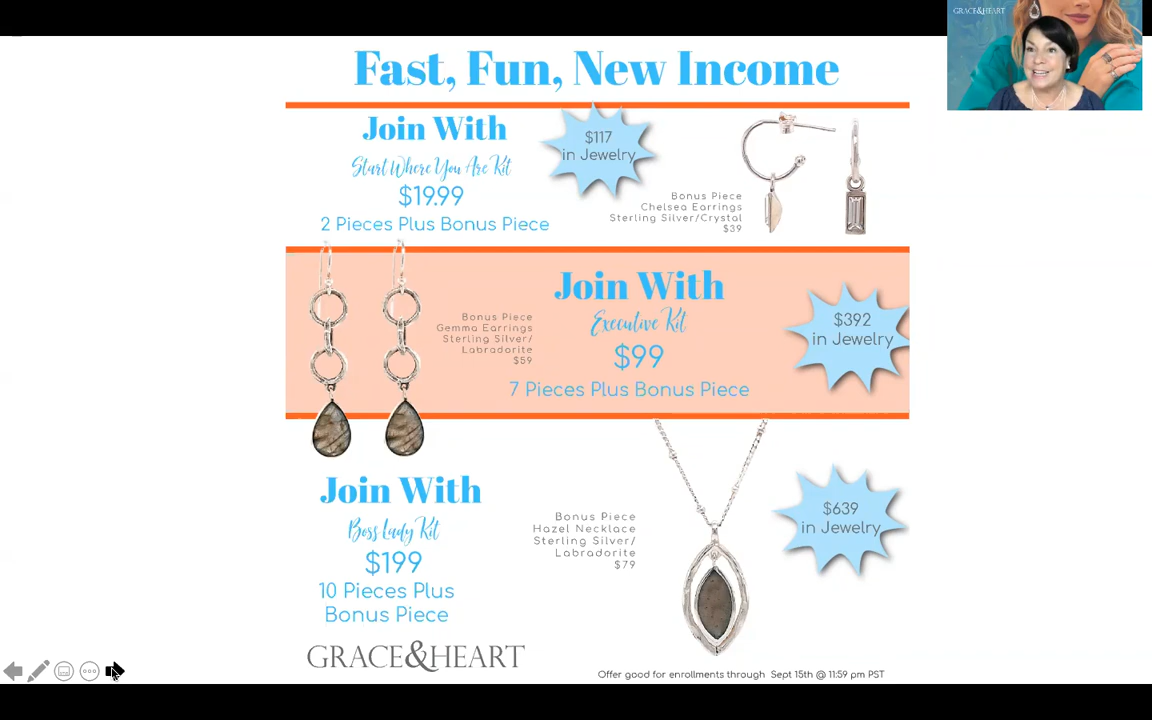 GRACE&HEART
Fast, Fun, New Income
Join With
Start Where You Are Kit
$19.99
2 Pieces Plus Bonus Piece
$117
in Jewelry
Bonus Piece
Chelsea Earrings
Sterling Silver/Crystal
$39
Bonus Piece
Gemma Earrings
Sterling Silver/
Labradorite
$59
Join With
Executive Kit
$99
7 Pieces Plus Bonus Piece
$392
in Jewelry
Join With
Boss Lady Kit
$199
10 Pieces Plus
Bonus Piece
Bonus Piece
Hazel Necklace
Sterling Silver/
Labradorite
$79
$639
in Jewelry
GRACE&HEART
Offer good for enrollments through Sept 15th @ 11:59 pm PST